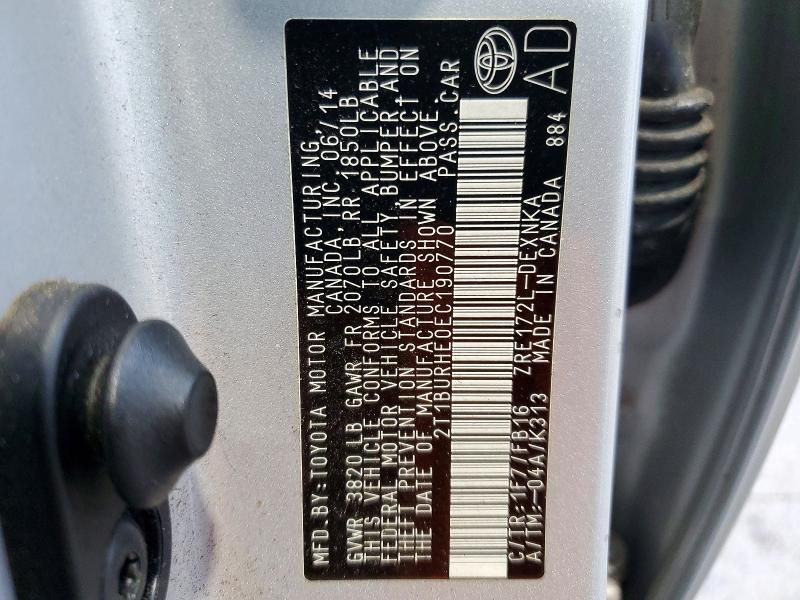 MFD.BY:TOYOTA MOTOR MANUFACTURING
CANADA, INC. 06/14
GVWR 3820LB GAWR FR 2070LB RR 1850LB
THIS VEHICLE CONFORMS TO ALL APPLICABLE
FEDERAL MOTOR VEHICLE SAFETY, BUMPER, AND
THEFT PREVENTION STANDARDS IN EFFECT ON
THE DATE OF MANUFACTURE SHOWN ABOVE
2T1BURHE0EC190770 PASS.CAR
C/TR:1F7//FB16 ZRE172L-DEXNKA
A/TM:-04A/K313 MADE IN CANADA 884
AD